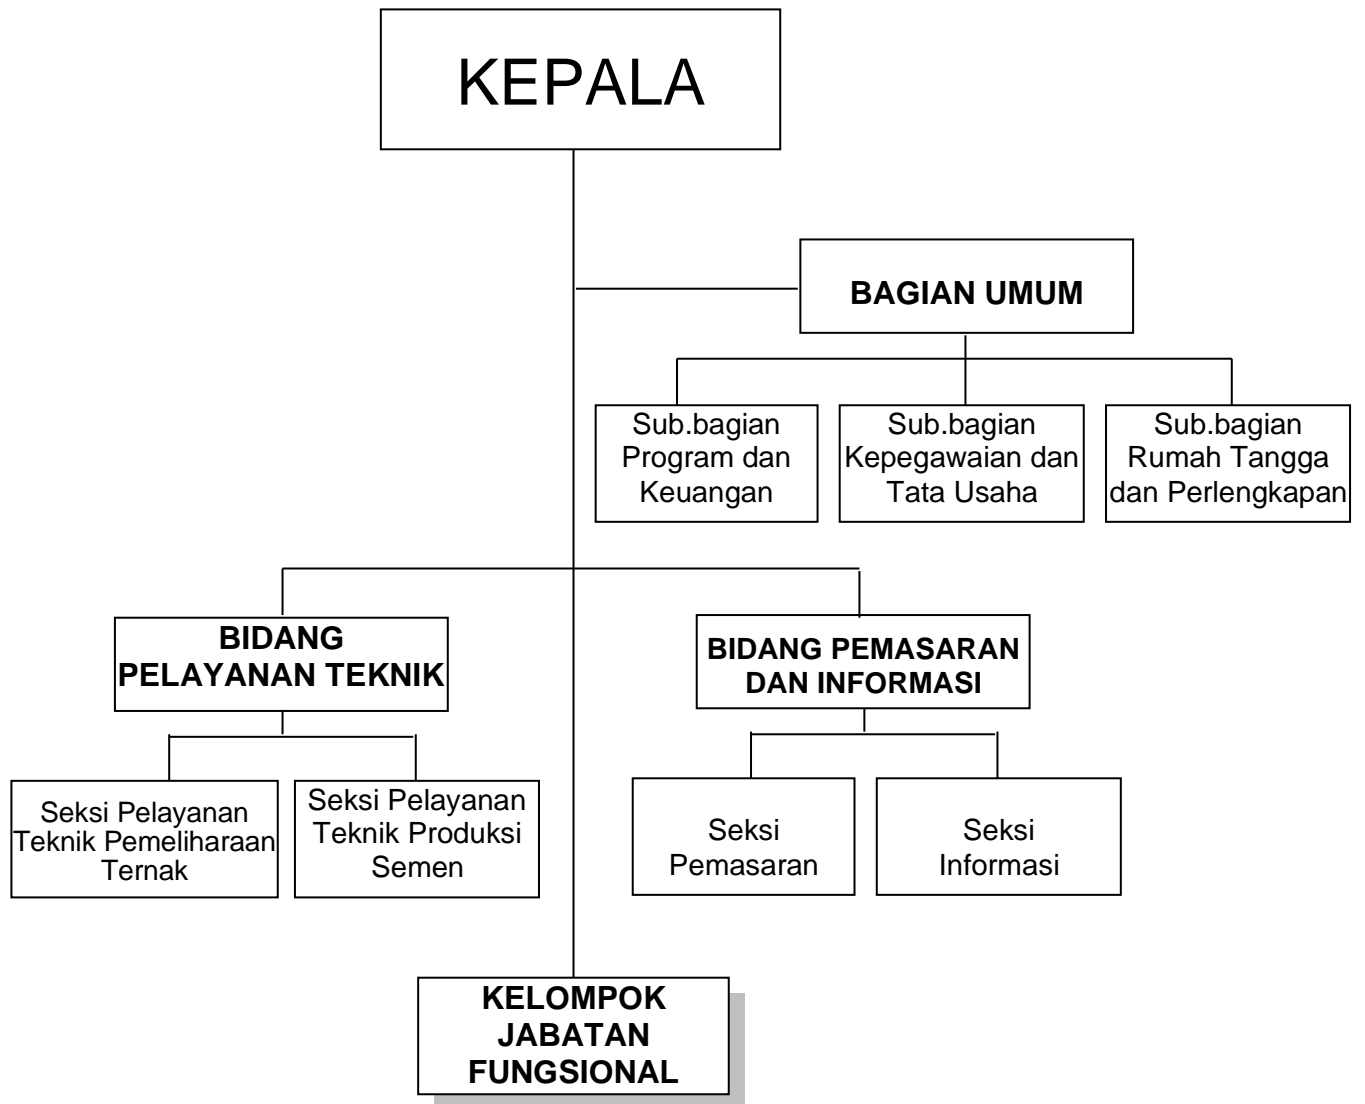 KEPALA
BAGIAN UMUM
Sub.bagian
Program dan
Keuangan
Sub.bagian
Kepegawaian dan
Tata Usaha
Sub.bagian
Rumah Tangga
dan Perlengkapan
BIDANG
PELAYANAN TEKNIK
BIDANG PEMASARAN
DAN INFORMASI
Seksi Pelayanan
Teknik Pemeliharaan
Ternak
Seksi Pelayanan
Teknik Produksi
Semen
Seksi
Pemasaran
Seksi
Informasi
KELOMPOK
JABATAN
FUNGSIONAL